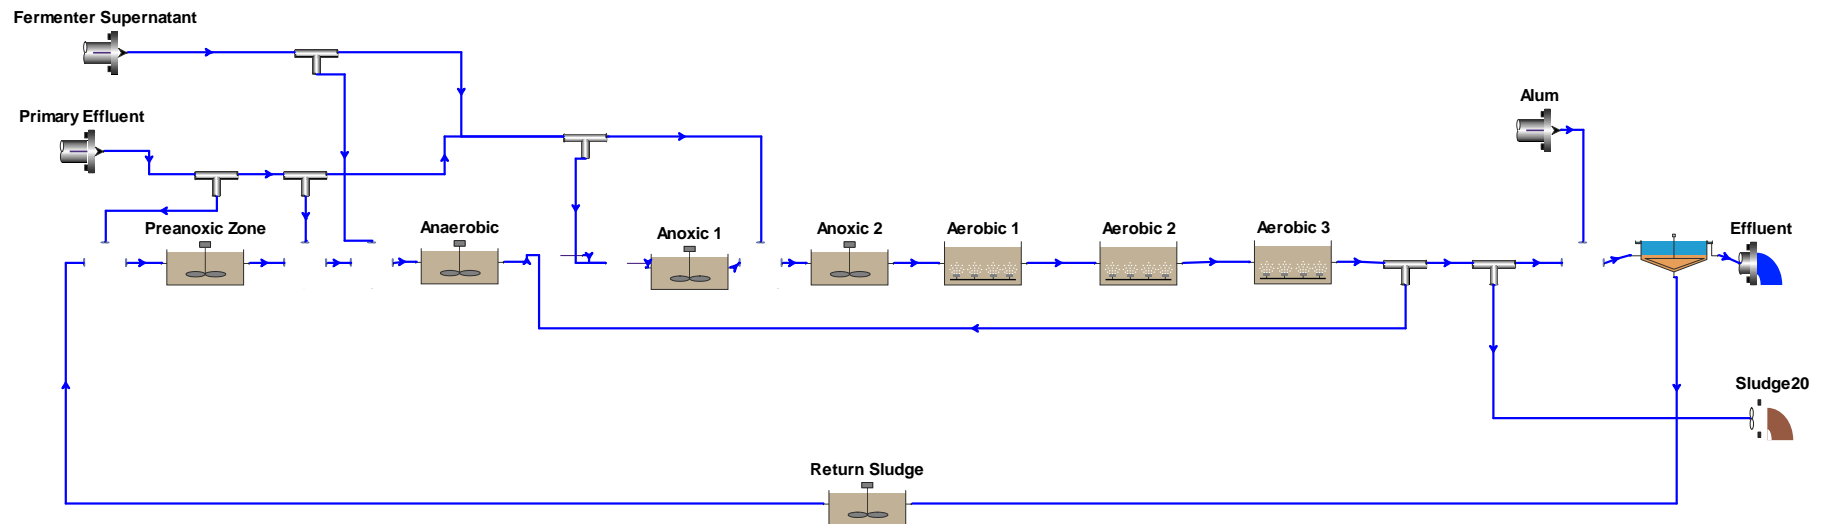 Fermenter Supernatant
Primary Effluent
Alum
Preanoxic Zone
Anaerobic
Anoxic 1
Anoxic 2
Aerobic 1
Aerobic 2
Aerobic 3
Effluent
Sludge20
Return Sludge